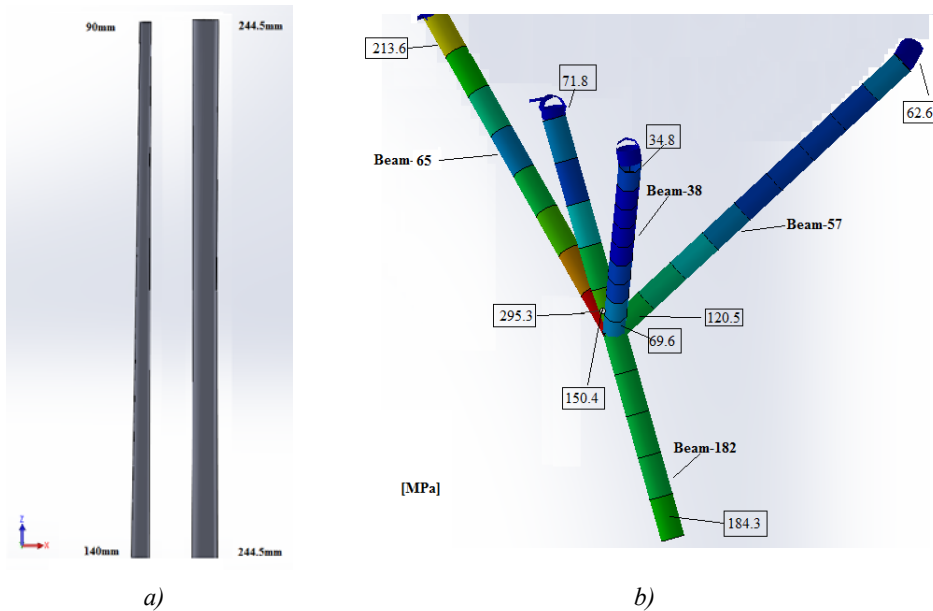 90mm
244.5mm
140mm
244.5mm
Z
X
a)
213.6
71.8
62.6
34.8
Beam- 65
Beam-38
Beam-57
295.3
120.5
69.6
150.4
Beam-182
[MPa]
184.3
b)